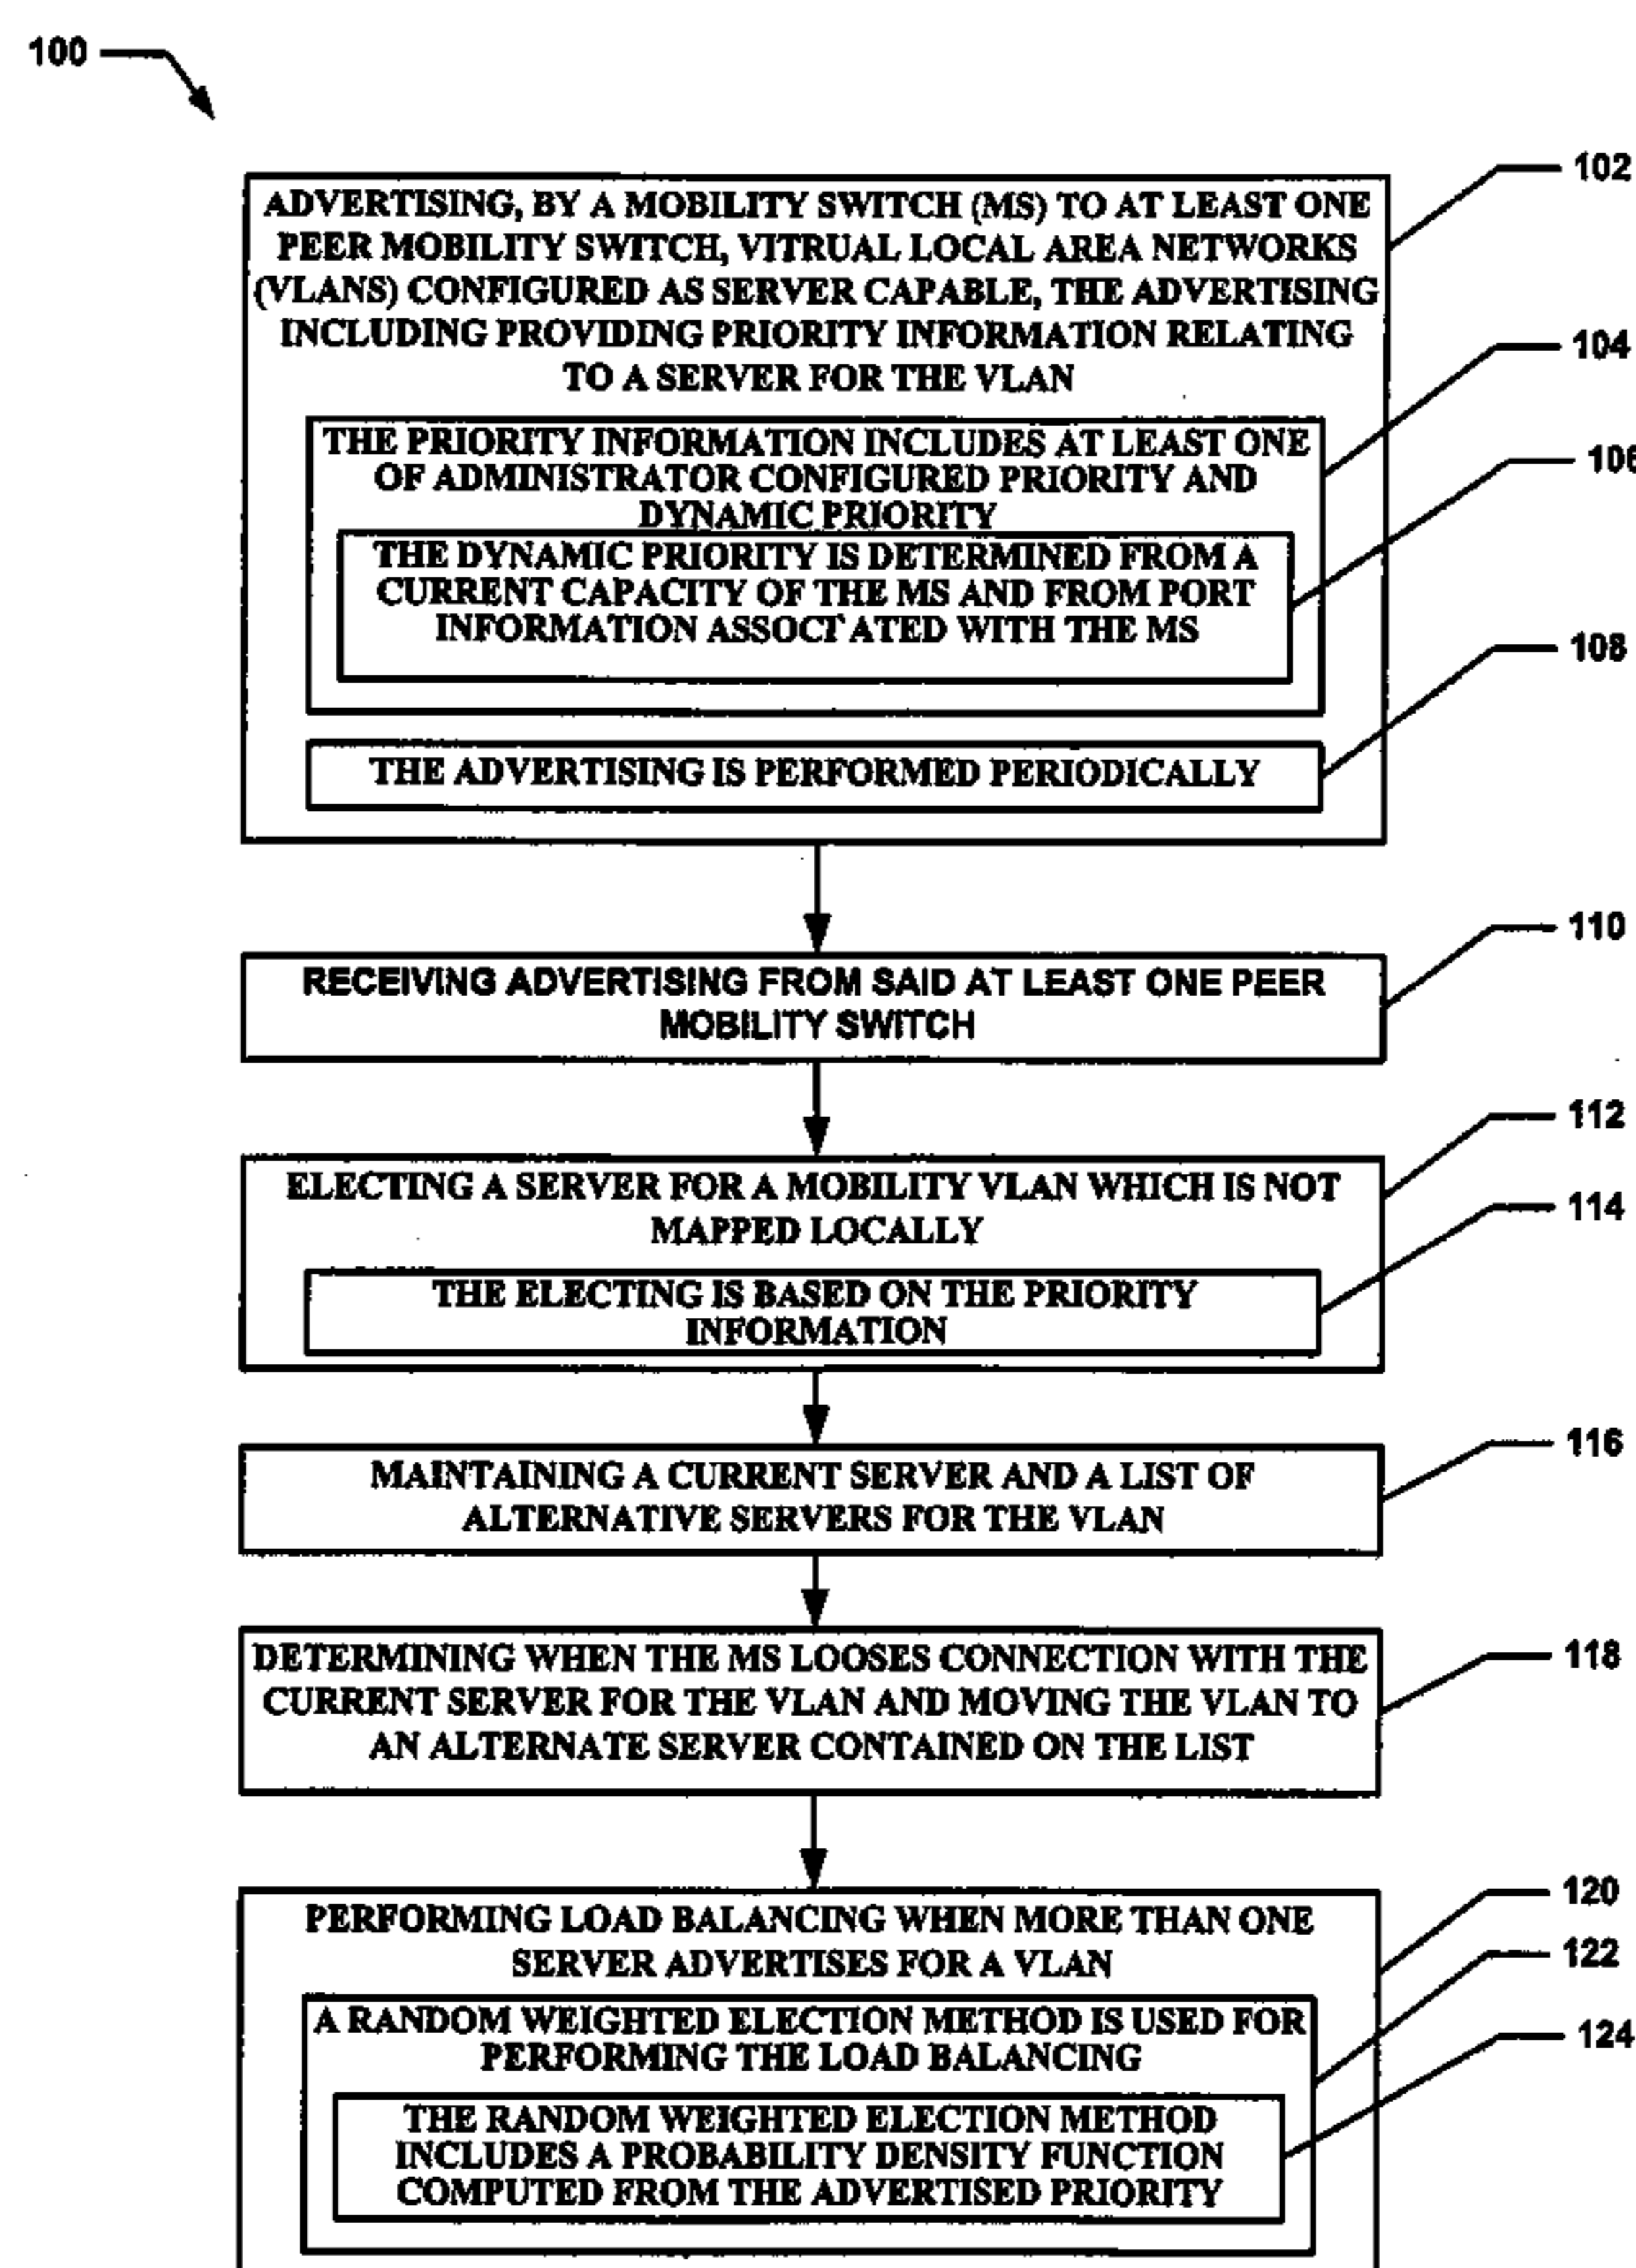 100
102
ADVERTISING, BY A MOBILITY SWITCH (MS) TO AT LEAST ONE
PEER MOBILITY SWITCH, VITRUAL LOCAL AREA NETWORKS
(VLANS) CONFIGURED AS SERVER CAPABLE, THE ADVERTISING
INCLUDING PROVIDING PRIORITY INFORMATION RELATING
TO A SERVER FOR THE VLAN
104
THE PRIORITY INFORMATION INCLUDES AT LEAST ONE
OF ADMINISTRATOR CONFIGURED PRIORITY AND
DYNAMIC PRIORITY
106
THE DYNAMIC PRIORITY IS DETERMINED FROM A
CURRENT CAPACITY OF THE MS AND FROM PORT
INFORMATION ASSOCIATED WITH THE MS
108
THE ADVERTISING IS PERFORMED PERIODICALLY
110
RECEIVING ADVERTISING FROM SAID AT LEAST ONE PEER
MOBILITY SWITCH
112
ELECTING A SERVER FOR A MOBILITY VLAN WHICH IS NOT
MAPPED LOCALLY
114
THE ELECTING IS BASED ON THE PRIORITY
INFORMATION
116
MAINTAINING A CURRENT SERVER AND A LIST OF
ALTERNATIVE SERVERS FOR THE VLAN
118
DETERMINING WHEN THE MS LOOSES CONNECTION WITH THE
CURRENT SERVER FOR THE VLAN AND MOVING THE VLAN TO
AN ALTERNATE SERVER CONTAINED ON THE LIST
120
PERFORMING LOAD BALANCING WHEN MORE THAN ONE
SERVER ADVERTISES FOR A VLAN
122
A RANDOM WEIGHTED ELECTION METHOD IS USED FOR
PERFORMING THE LOAD BALANCING
124
THE RANDOM WEIGHTED ELECTION METHOD
INCLUDES A PROBABILITY DENSITY FUNCTION
COMPUTED FROM THE ADVERTISED PRIORITY